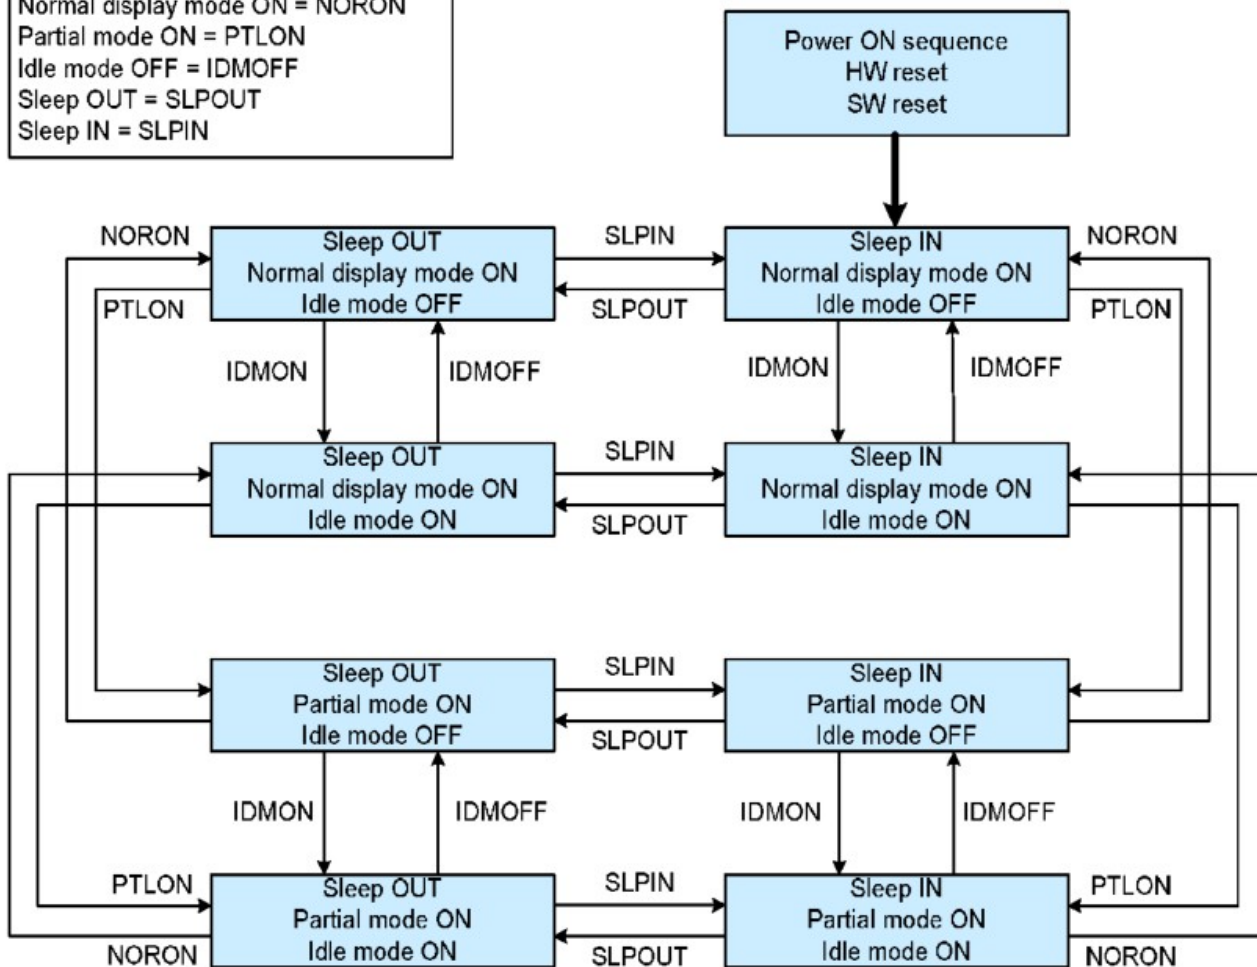 Normal display mode ON = NORON
Partial mode ON = PTLON
Idle mode OFF = IDMOFF
Sleep OUT = SLPOUT
Sleep IN = SLPIN
Power ON sequence
HW reset
SW reset
NORON
Sleep OUT
Normal display mode ON
Idle mode OFF
PTLON
SLPIN
SLPOUT
Sleep IN
Normal display mode ON
Idle mode OFF
NORON
PTLON
IDMON
IDMOFF
IDMON
IDMOFF
Sleep OUT
Normal display mode ON
Idle mode ON
SLPIN
SLPOUT
Sleep IN
Normal display mode ON
Idle mode ON
Sleep OUT
Partial mode ON
Idle mode OFF
SLPIN
SLPOUT
Sleep IN
Partial mode ON
Idle mode OFF
IDMON
IDMOFF
IDMON
IDMOFF
PTLON
NORON
Sleep OUT
Partial mode ON
Idle mode ON
SLPIN
SLPOUT
Sleep IN
Partial mode ON
Idle mode ON
PTLON
NORON